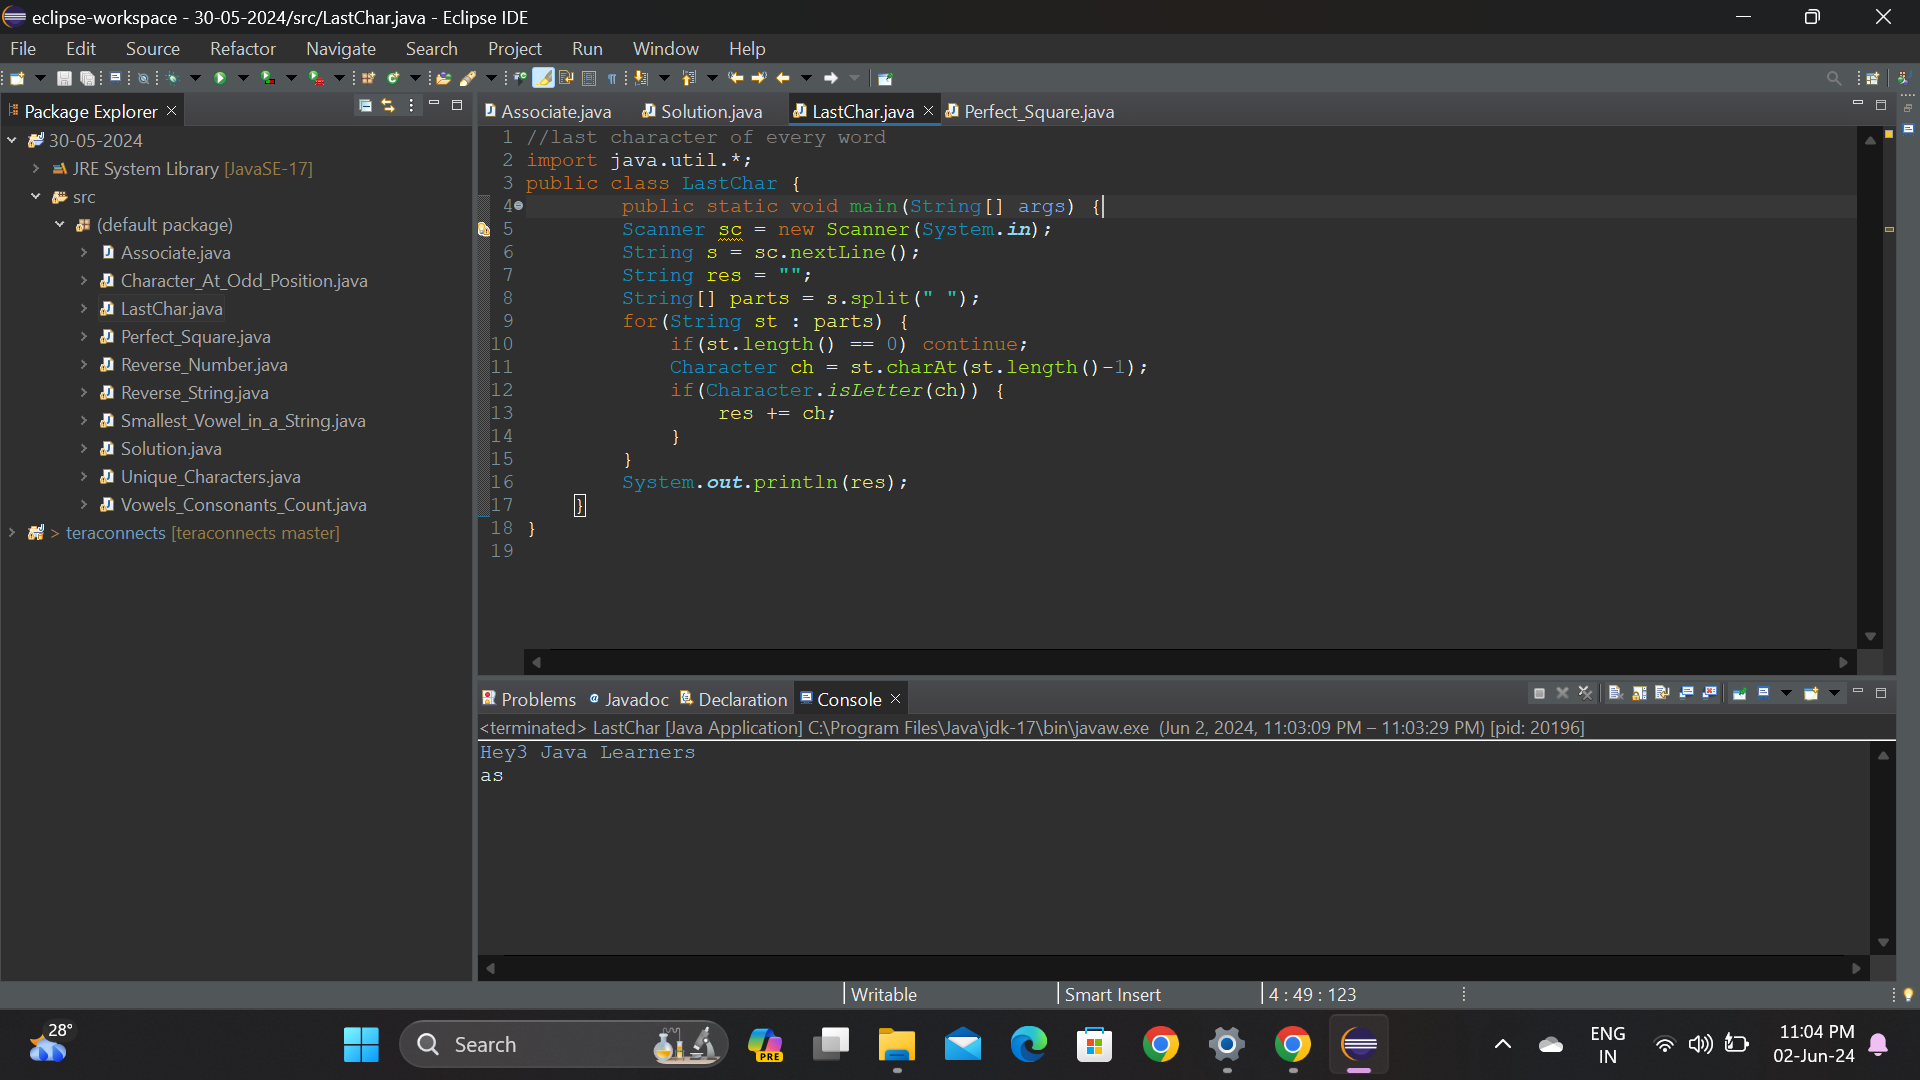 eclipse-workspace - 30-05-2024/src/LastChar.java - Eclipse IDE
File Edit Source Refactor Navigate Search Project Run Window Help
Package Explorer
30-05-2024
JRE System Library [JavaSE-17]
src
(default package)
Associate.java
Character_At_Odd_Position.java
LastChar.java
Perfect_Square.java
Reverse_Number.java
Reverse_String.java
Smallest_Vowel_in_a_String.java
Solution.java
Unique_Characters.java
Vowels_Consonants_Count.java
> teraconnects [teraconnects master]
Associate.java Solution.java LastChar.java Perfect_Square.java
1 //last character of every word
2 import java.util.*;
3 public class LastChar {
4 public static void main(String[] args) {
5 Scanner sc = new Scanner(System.in);
6 String s = sc.nextLine();
7 String res = "";
8 String[] parts = s.split(" ");
9 for(String st : parts) {
10 if(st.length() == 0) continue;
11 Character ch = st.charAt(st.length()-1);
12 if(Character.isLetter(ch)) {
13 res += ch;
14 }
15 }
16 System.out.println(res);
17 }
18 }
19
Problems Javadoc Declaration Console
<terminated> LastChar [Java Application] C:\Program Files\Java\jdk-17\bin\javaw.exe (Jun 2, 2024, 11:03:09 PM – 11:03:29 PM) [pid: 20196]
Hey3 Java Learners
as
Writable Smart Insert 4 : 49 : 123
28°
Search
PRE
ENG
IN
11:04 PM
02-Jun-24